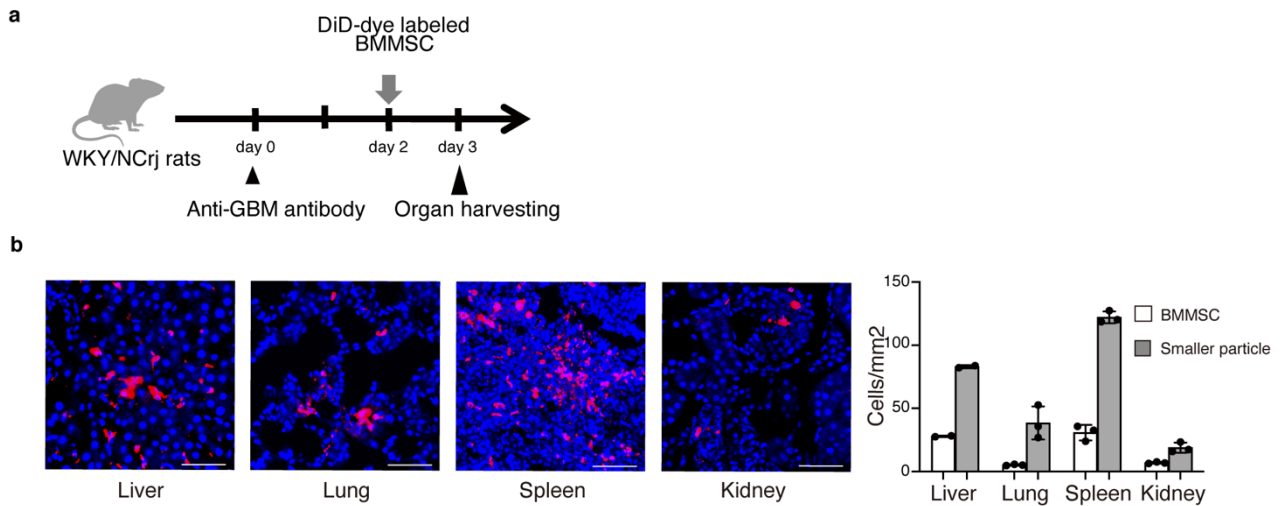 a
DiD-dye labeled
BMMSC
day 0
day 2
day 3
WKY/NCrj rats
Anti-GBM antibody
Organ harvesting
b
Liver
Lung
Spleen
Kidney
Cells/mm2
150
100
50
0
BMMSC
Smaller particle
Liver
Lung
Spleen
Kidney